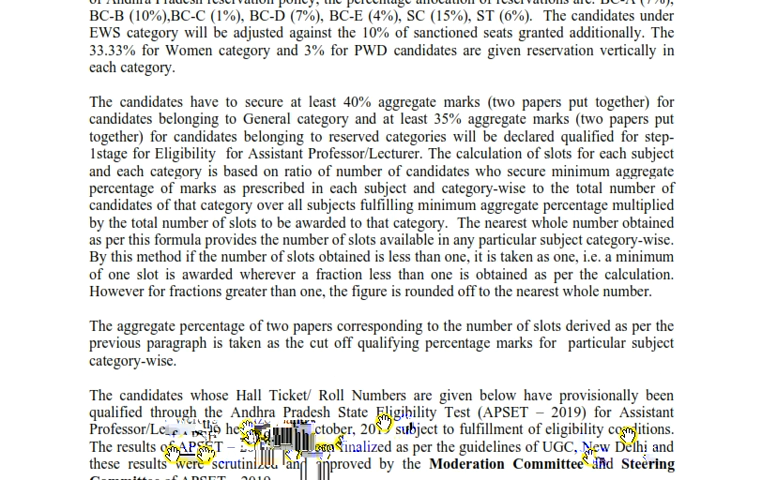 of Andhra Pradesh reservation policy, the percentage allocation of reservations are: BC-A (7%),
BC-B (10%),BC-C (1%), BC-D (7%), BC-E (4%), SC (15%), ST (6%). The candidates under
EWS category will be adjusted against the 10% of sanctioned seats granted additionally. The
33.33% for Women category and 3% for PWD candidates are given reservation vertically in
each category.
The candidates have to secure at least 40% aggregate marks (two papers put together) for
candidates belonging to General category and at least 35% aggregate marks (two papers put
together) for candidates belonging to reserved categories will be declared qualified for step-
1stage for Eligibility for Assistant Professor/Lecturer. The calculation of slots for each subject
and each category is based on ratio of number of candidates who secure minimum aggregate
percentage of marks as prescribed in each subject and category-wise to the total number of
candidates of that category over all subjects fulfilling minimum aggregate percentage multiplied
by the total number of slots to be awarded to that category. The nearest whole number obtained
as per this formula provides the number of slots available in any particular subject category-wise.
By this method if the number of slots obtained is less than one, it is taken as one, i.e. a minimum
of one slot is awarded wherever a fraction less than one is obtained as per the calculation.
However for fractions greater than one, the figure is rounded off to the nearest whole number.
The aggregate percentage of two papers corresponding to the number of slots derived as per the
previous paragraph is taken as the cut off qualifying percentage marks for particular subject
category-wise.
The candidates whose Hall Ticket/ Roll Numbers are given below have provisionally been
qualified through the Andhra Pradesh State Eligibility Test (APSET – 2019) for Assistant
subject to fulfillment of eligibility conditions.
The results of APSET – finalized as per the guidelines of UGC, New Delhi and
these results were scrutinized and approved by the Moderation Committee and Steering
Committee of APSET – 2019